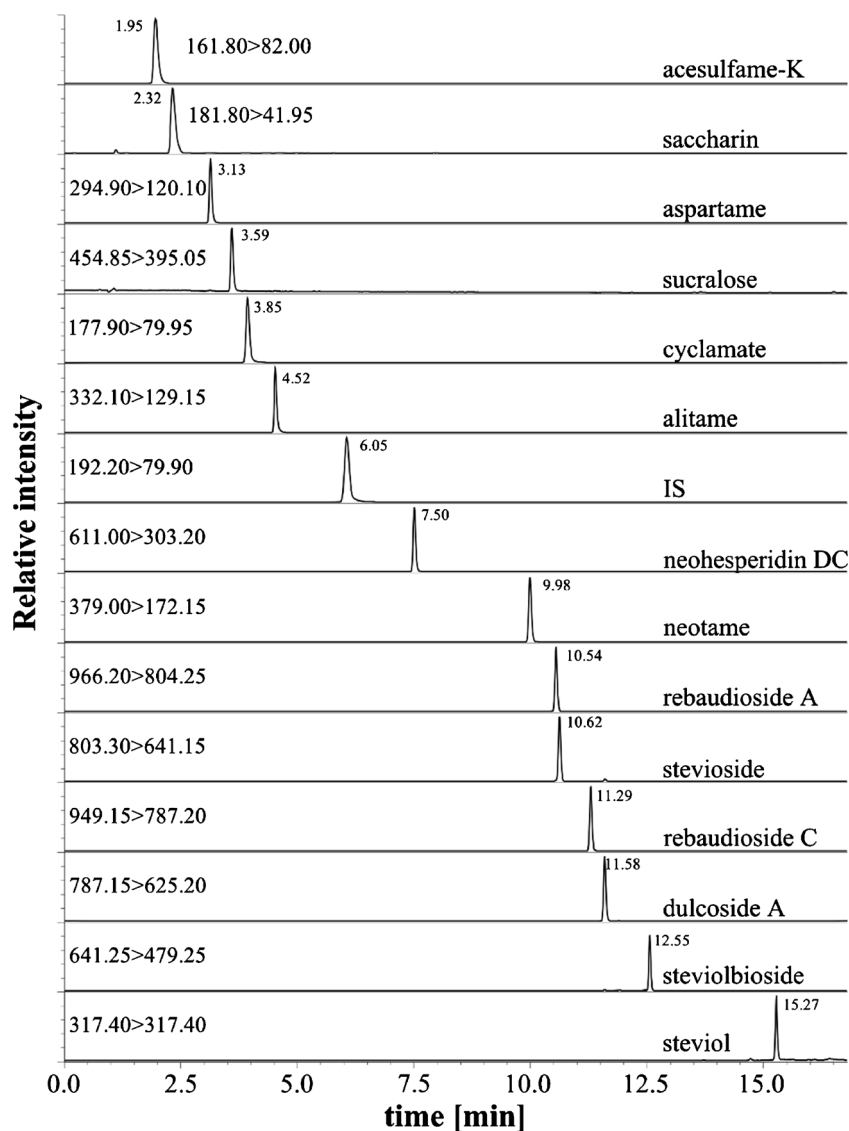 1.95
161.80>82.00
acesulfame-K
2.32
181.80>41.95
saccharin
294.90>120.10
3.13
aspartame
454.85>395.05
3.59
sucralose
177.90>79.95
3.85
cyclamate
332.10>129.15
4.52
alitame
192.20>79.90
6.05
IS
611.00>303.20
7.50
neohesperidin DC
379.00>172.15
9.98
neotame
966.20>804.25
10.54
rebaudioside A
803.30>641.15
10.62
stevioside
949.15>787.20
11.29
rebaudioside C
787.15>625.20
11.58
dulcoside A
641.25>479.25
12.55
steviolbioside
317.40>317.40
15.27
steviol
Relative intensity
0.0 2.5 5.0 7.5 10.0 12.5 15.0
time [min]